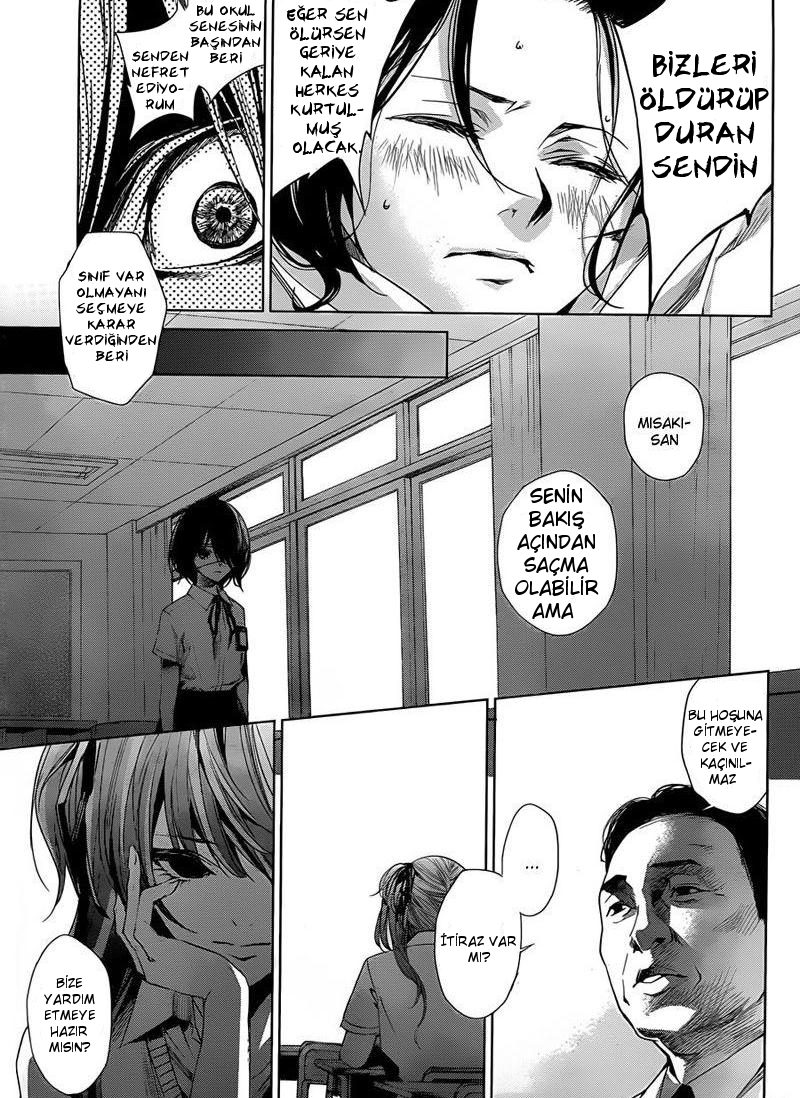 BİZLERİ
ÖLDÜRÜP
DURAN
SENDİN
EĞER SEN
ÖLÜRSEN
GERİYE
KALAN
HERKES
KURTUL-
MUŞ
OLACAK.
BU OKUL
SENESİNİN
BAŞINDAN
BERİ
SENDEN
NEFRET
EDİYO-
RUM
SINIF VAR
OLMAYANI
SEÇMEYE
KARAR
VERDİĞİNDEN
BERİ
MISAKI-
SAN
SENİN
BAKIŞ
AÇINDAN
SAÇMA
OLABİLİR
AMA
BU HOŞUNA
GİTMEYE-
CEK VE
KAÇINIL-
MAZ
...
İTİRAZ VAR
MI?
BİZE
YARDIM
ETMEYE
HAZIR
MISIN?